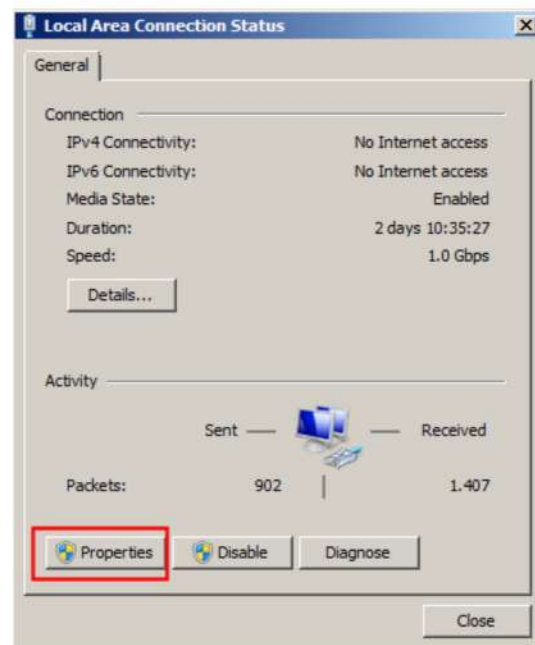 Local Area Connection Status
General
Connection
IPv4 Connectivity: No Internet access
IPv6 Connectivity: No Internet access
Media State: Enabled
Duration: 2 days 10:35:27
Speed: 1.0 Gbps
Details...
Activity
Sent Received
Packets: 902 1.407
Properties Disable Diagnose
Close